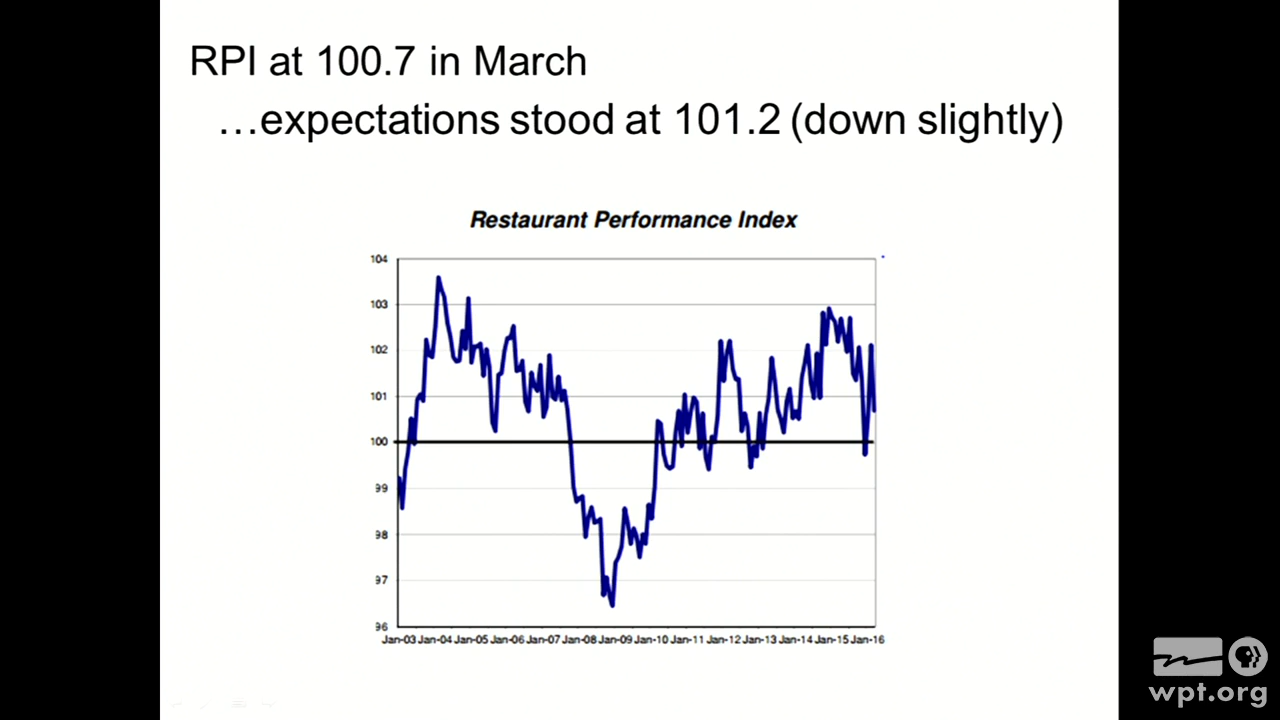 RPI at 100.7 in March
…expectations stood at 101.2 (down slightly)
Restaurant Performance Index
104
103
102
101
100
99
98
97
96
Jan-03 Jan-04 Jan-05 Jan-06 Jan-07 Jan-08 Jan-09 Jan-10 Jan-11 Jan-12 Jan-13 Jan-14 Jan-15 Jan-16
wpt.org